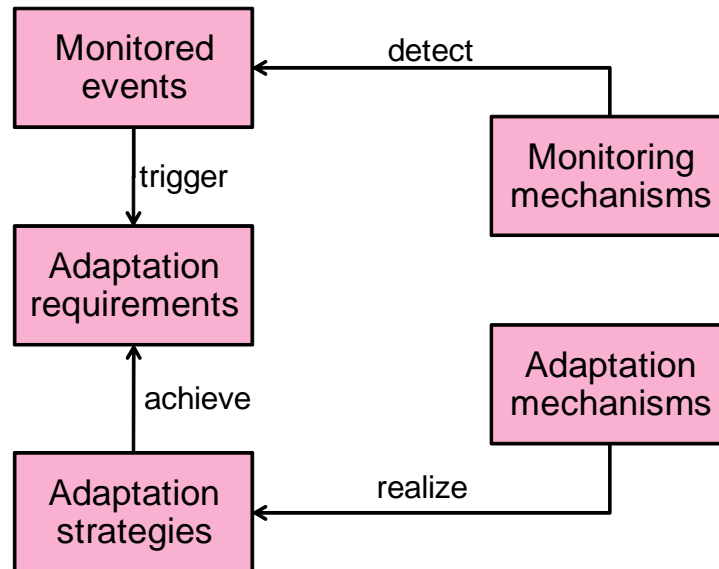 Monitored
events
detect
Monitoring
mechanisms
trigger
Adaptation
requirements
Adaptation
mechanisms
achieve
Adaptation
strategies
realize